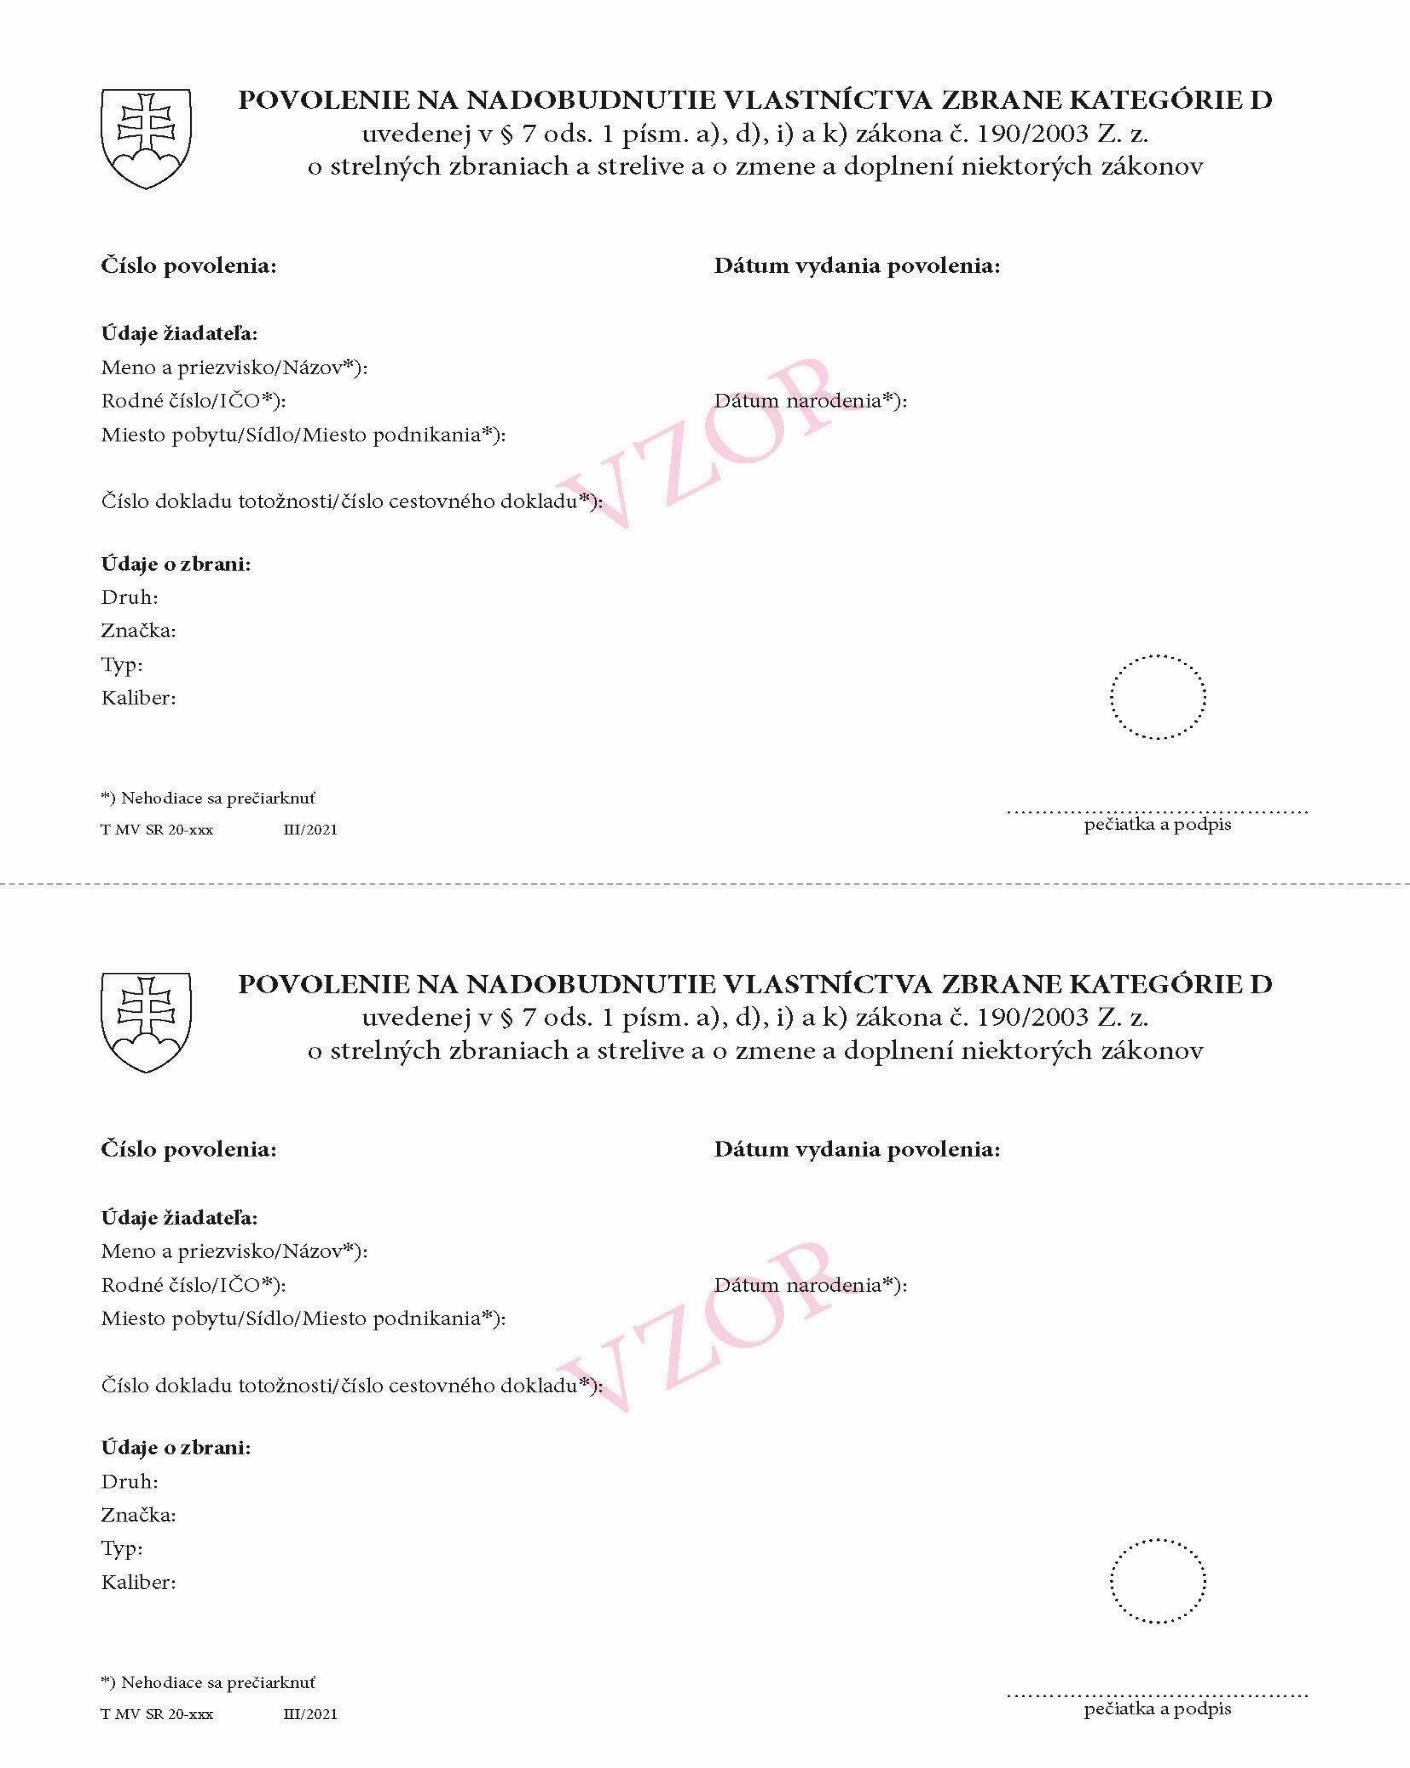 POVOLENIE NA NADOBUDNUTIE VLASTNÍCTVA ZBRANE KATEGÓRIE D
uvedenej v § 7 ods. 1 písm. a), d), i) a k) zákona č. 190/2003 Z. z.
o strelných zbraniach a strelive a o zmene a doplnení niektorých zákonov
Číslo povolenia: Dátum vydania povolenia:
Údaje žiadateľa:
Meno a priezvisko/Názov*):
Rodné číslo/IČO*): Dátum narodenia*):
Miesto pobytu/Sídlo/Miesto podnikania*):
VZOR
Číslo dokladu totožnosti/číslo cestovného dokladu*):
Údaje o zbrani:
Druh:
Značka:
Typ:
Kaliber:
*) Nehodiace sa prečiarknuť
T MV SR 20-xxx III/2021
pečiatka a podpis
POVOLENIE NA NADOBUDNUTIE VLASTNÍCTVA ZBRANE KATEGÓRIE D
uvedenej v § 7 ods. 1 písm. a), d), i) a k) zákona č. 190/2003 Z. z.
o strelných zbraniach a strelive a o zmene a doplnení niektorých zákonov
Číslo povolenia: Dátum vydania povolenia:
Údaje žiadateľa:
Meno a priezvisko/Názov*):
Rodné číslo/IČO*): Dátum narodenia*):
Miesto pobytu/Sídlo/Miesto podnikania*):
VZOR
Číslo dokladu totožnosti/číslo cestovného dokladu*):
Údaje o zbrani:
Druh:
Značka:
Typ:
Kaliber:
*) Nehodiace sa prečiarknuť
T MV SR 20-xxx III/2021
pečiatka a podpis